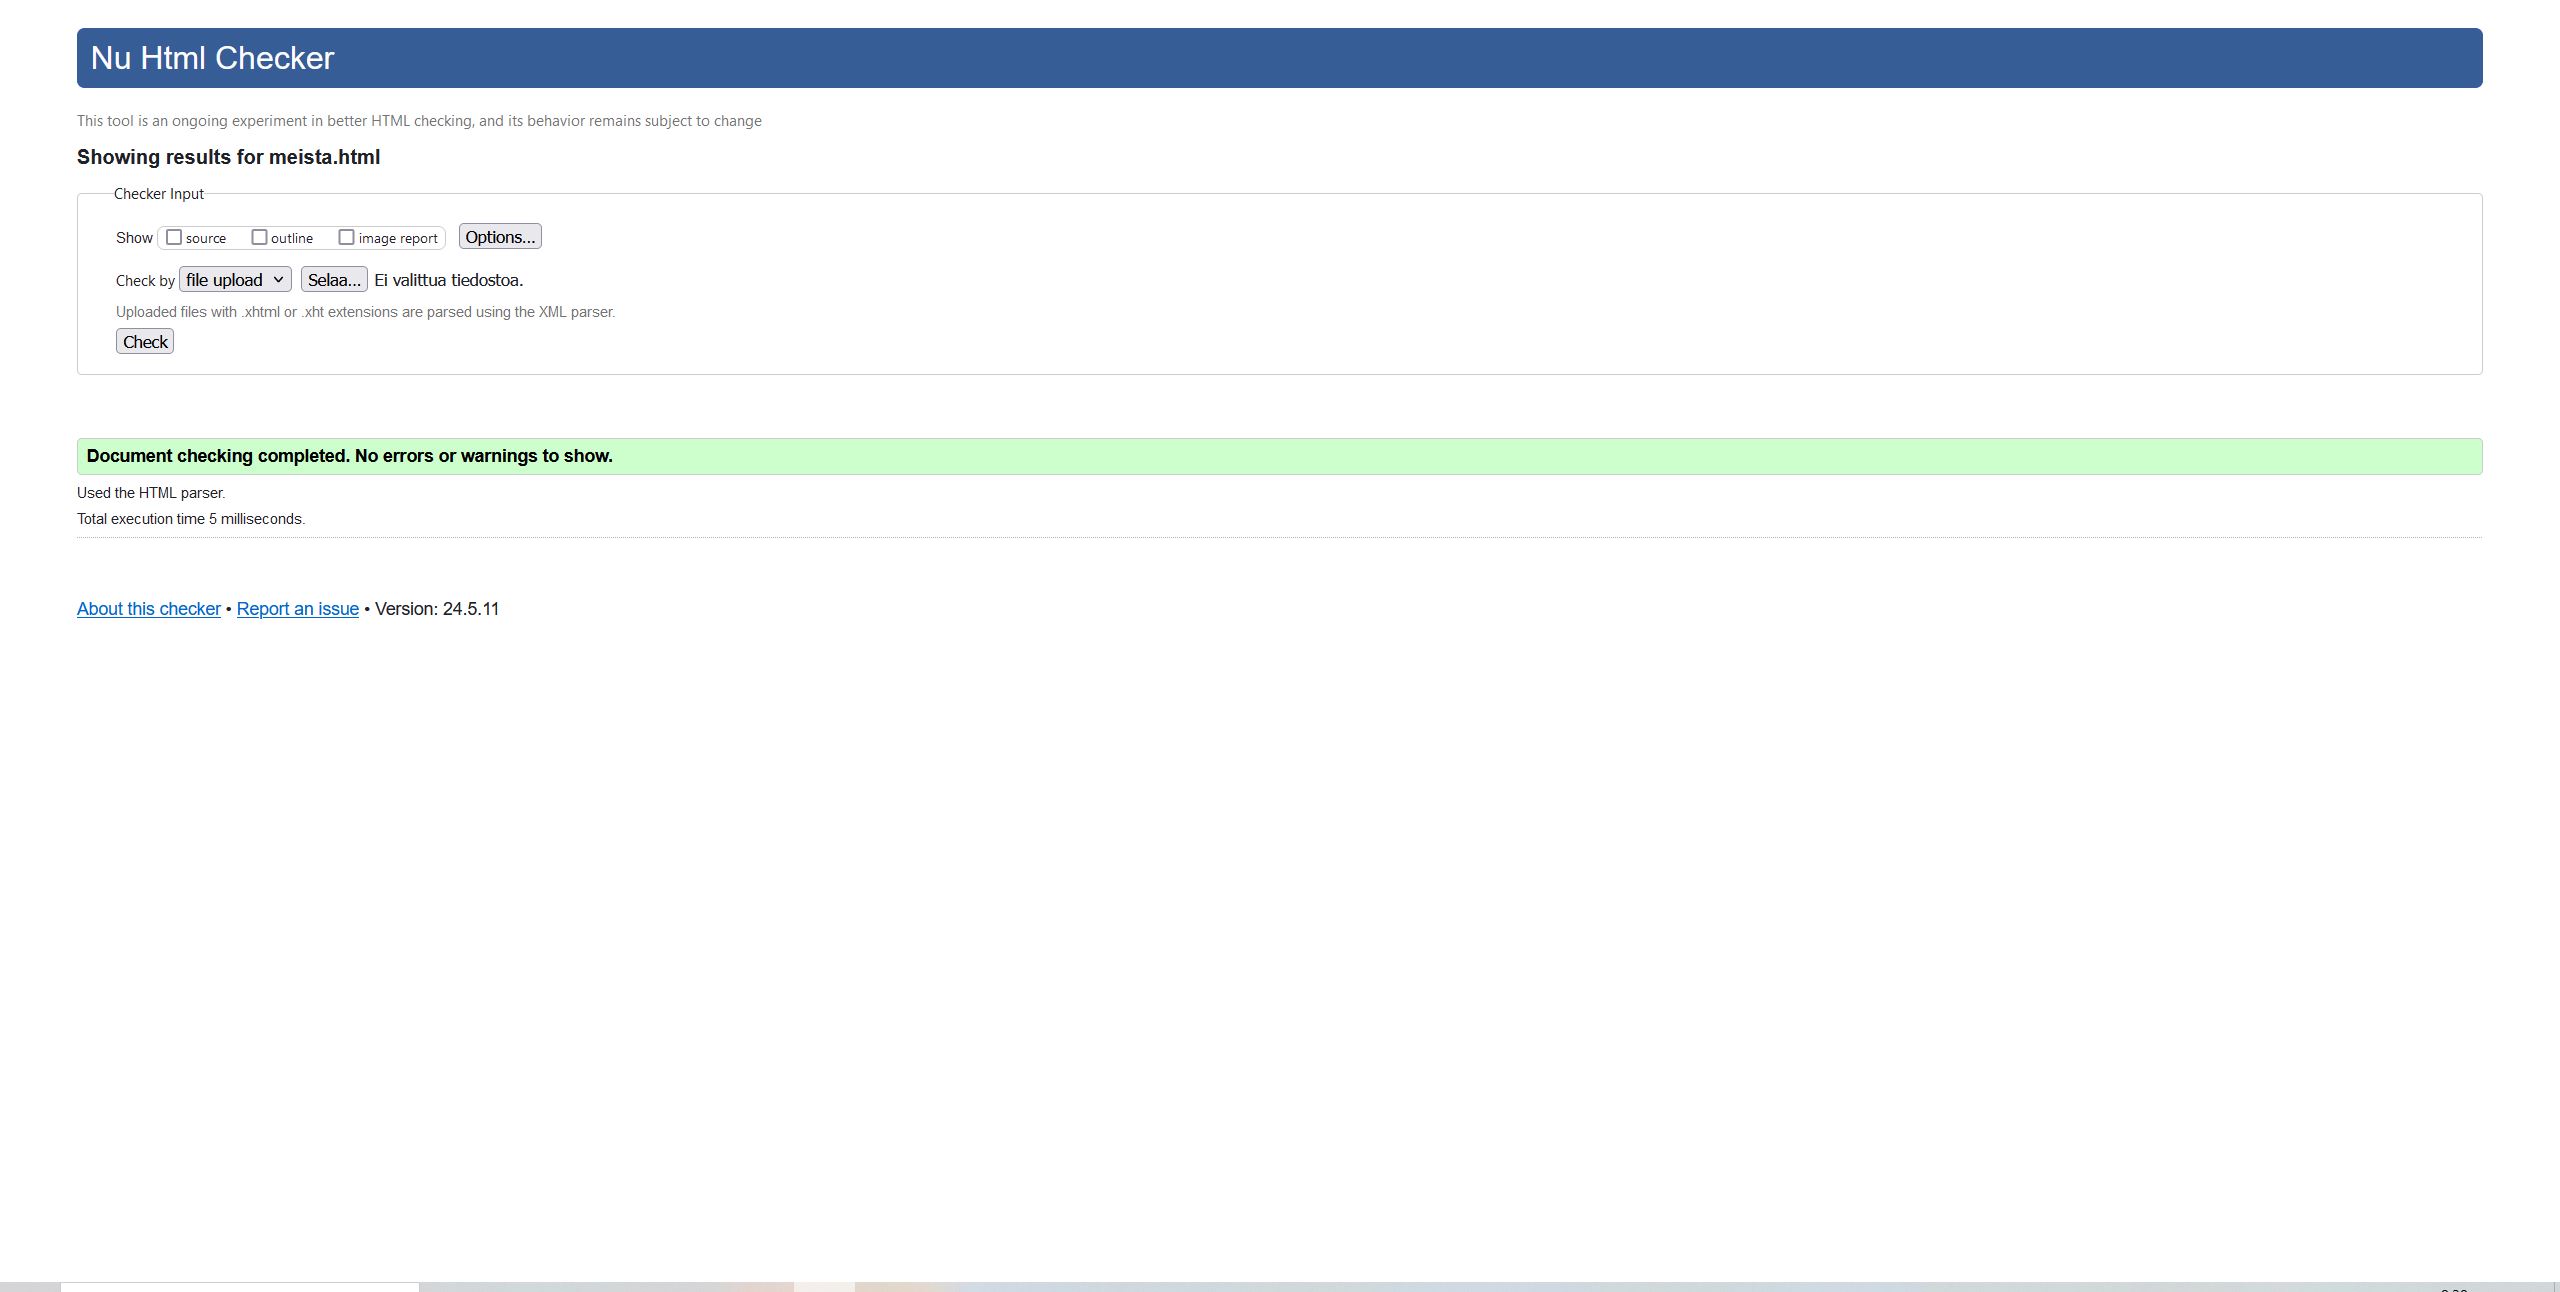 Nu Html Checker
This tool is an ongoing experiment in better HTML checking, and its behavior remains subject to change
Showing results for meista.html
Checker Input
Show source outline image report Options...
Check by file upload Selaa... Ei valittua tiedostoa.
Uploaded files with .xhtml or .xht extensions are parsed using the XML parser.
Check
Document checking completed. No errors or warnings to show.
Used the HTML parser.
Total execution time 5 milliseconds.
About this checker • Report an issue • Version: 24.5.11